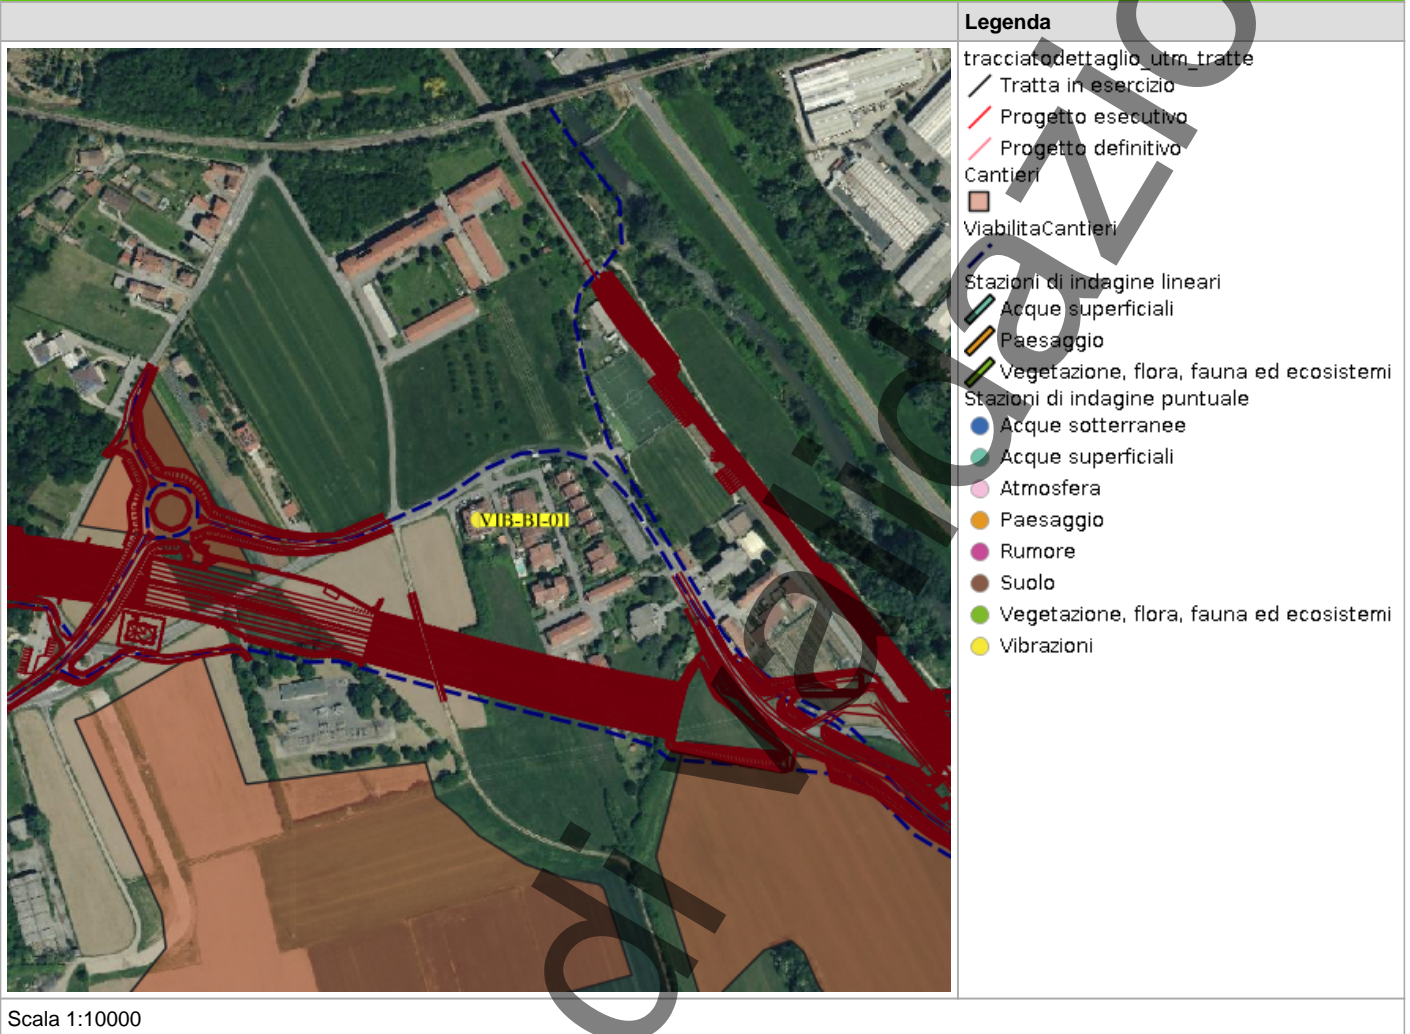 Legenda
tracciatodettaglio_utm_tratte
Tratta in esercizio
Progetto esecutivo
Progetto definitivo
Cantieri
ViabilitaCantieri
Stazioni di indagine lineari
Acque superficiali
Paesaggio
Vegetazione, flora, fauna ed ecosistemi
Stazioni di indagine puntuale
Acque sotterranee
Acque superficiali
Atmosfera
Paesaggio
Rumore
Suolo
Vegetazione, flora, fauna ed ecosistemi
Vibrazioni
VIB-BI-01
Scala 1:10000
di validazio